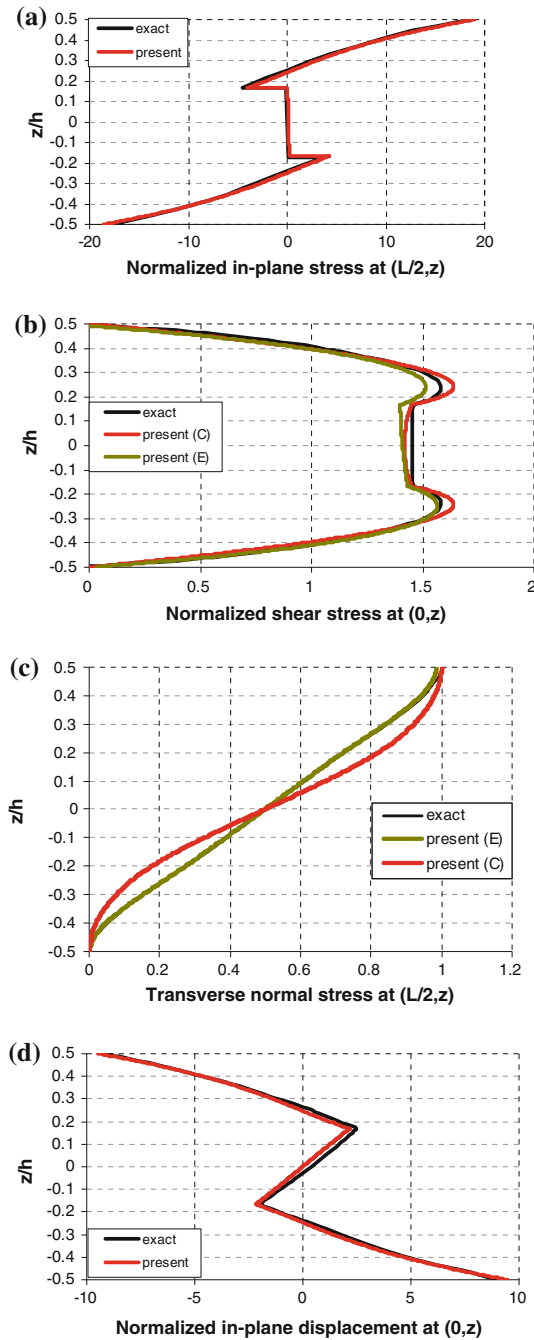 (a)
0.5
0.4
0.3
0.2
0.1
0
-0.1
-0.2
-0.3
-0.4
-0.5
z/h
exact
present
-20 -10 0 10 20
Normalized in-plane stress at (L/2,z)
(b)
0.5
0.4
0.3
0.2
0.1
0
-0.1
-0.2
-0.3
-0.4
-0.5
z/h
exact
present (C)
present (E)
0 0.5 1 1.5 2
Normalized shear stress at (0,z)
(c)
0.5
0.4
0.3
0.2
0.1
0
-0.1
-0.2
-0.3
-0.4
-0.5
z/h
exact
present (E)
present (C)
0 0.2 0.4 0.6 0.8 1 1.2
Transverse normal stress at (L/2,z)
(d)
0.5
0.4
0.3
0.2
0.1
0
-0.1
-0.2
-0.3
-0.4
-0.5
z/h
exact
present
-10 -5 0 5 10
Normalized in-plane displacement at (0,z)